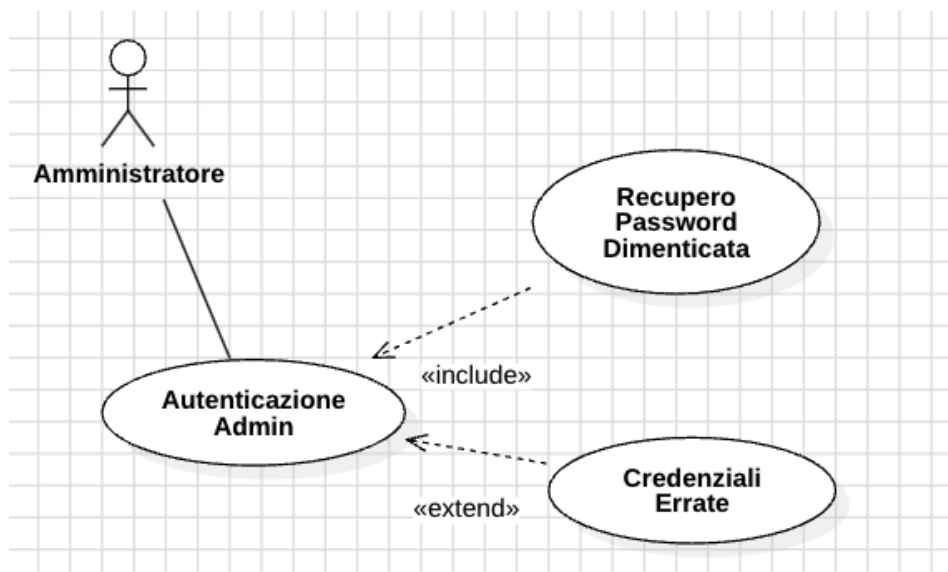 Amministratore
Recupero
Password
Dimenticata
«include»
Autenticazione
Admin
Credenziali
Errate
«extend»